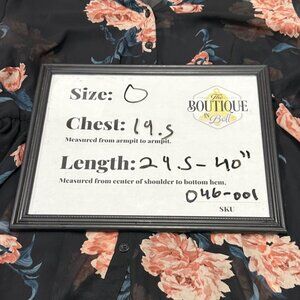 Size: 0
The
BOUTIQUE
in Bell
Chest: 19.5
Measured from armpit to armpit.
Length: 29.5-40"
Measured from center of shoulder to bottom hem.
046-001
SKU